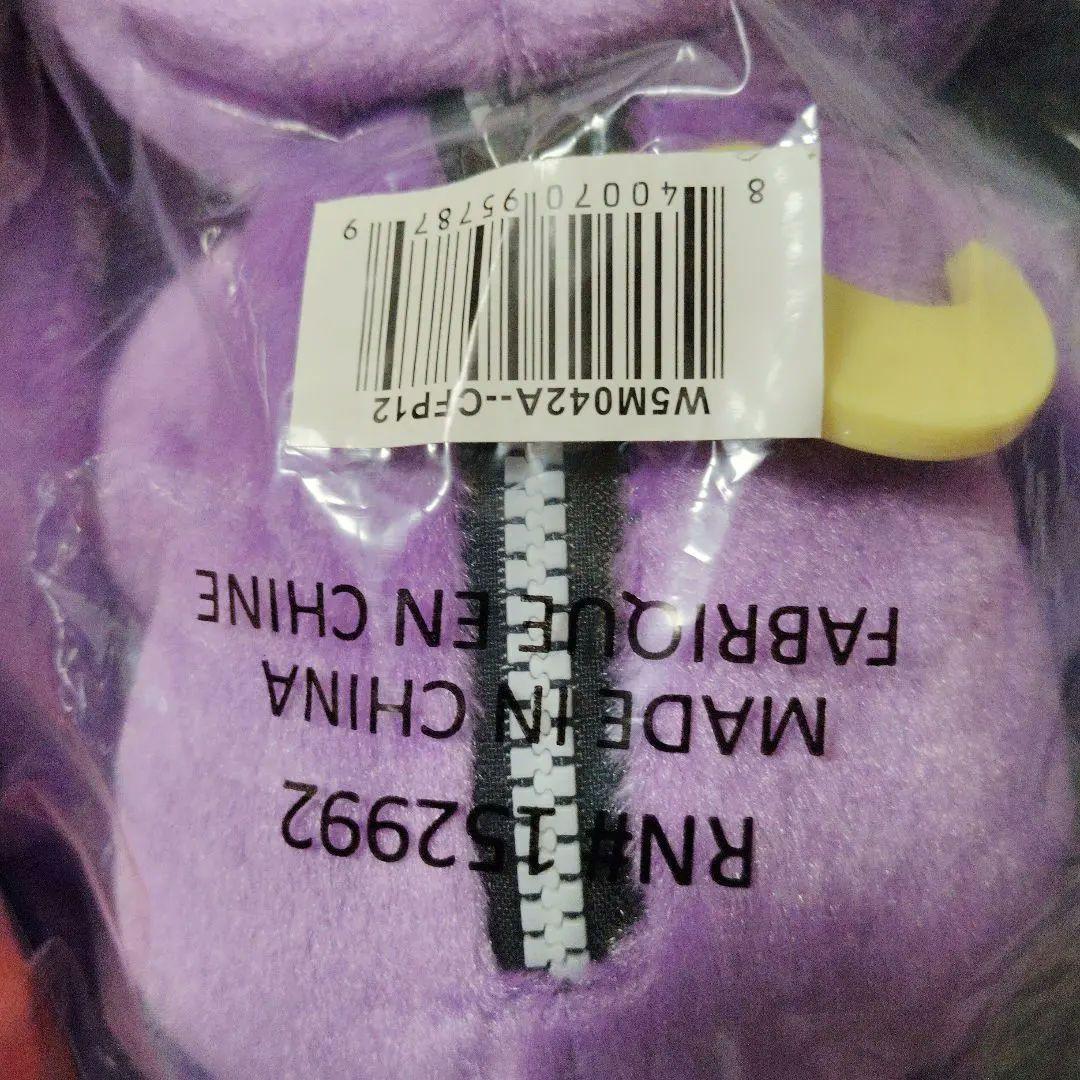 RN# 152992
MADE IN CHINA
FABRIQUE EN CHINE
W5M042A--CFP12
8 40070 95787 9